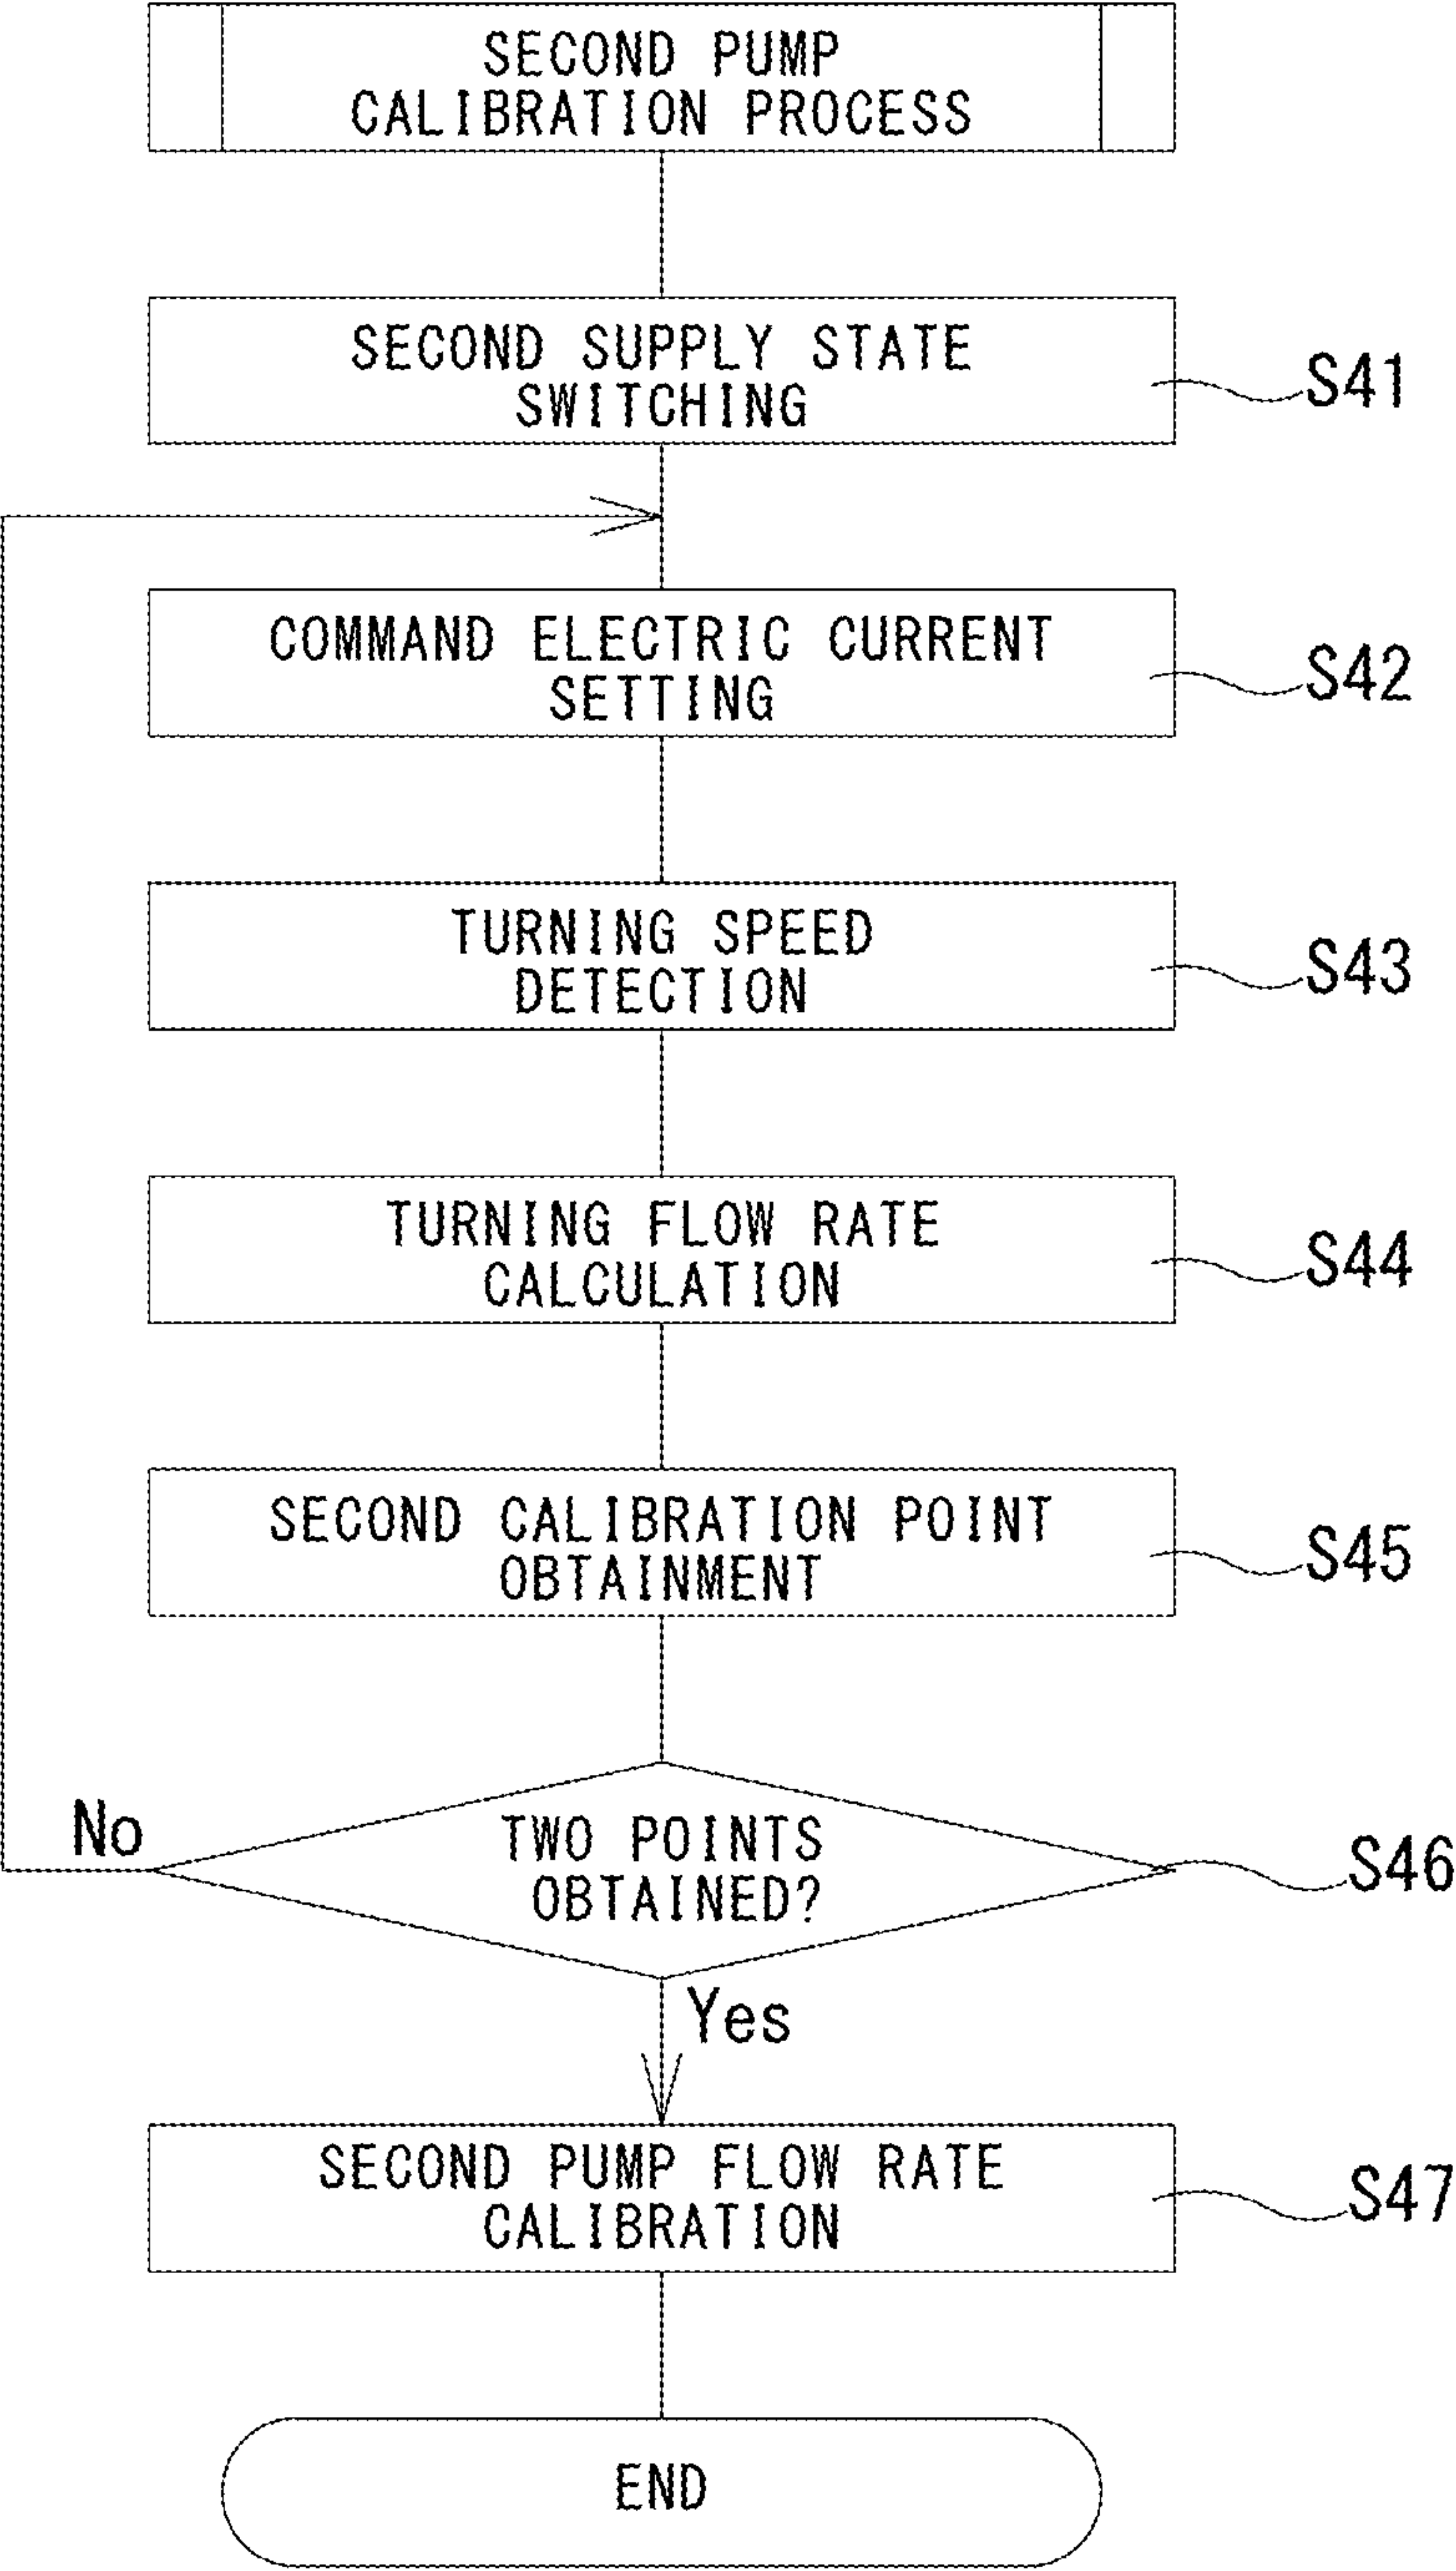 SECOND PUMP
CALIBRATION PROCESS
SECOND SUPPLY STATE
SWITCHING
S41
COMMAND ELECTRIC CURRENT
SETTING
S42
TURNING SPEED
DETECTION
S43
TURNING FLOW RATE
CALCULATION
S44
SECOND CALIBRATION POINT
OBTAINMENT
S45
No
TWO POINTS
OBTAINED?
S46
Yes
SECOND PUMP FLOW RATE
CALIBRATION
S47
END